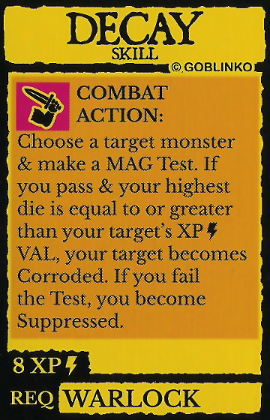 DECAY
SKILL
©,GOBLINKO
COMBAT
ACTION:
Choose a target monster
& make a MAG Test. If
you pass & your highest
die is equal to or greater
than your target's XP
VAL, your target becomes
Corroded. If you fail
the Test, you become
Suppressed.
8 XP
REQ WARLOCK